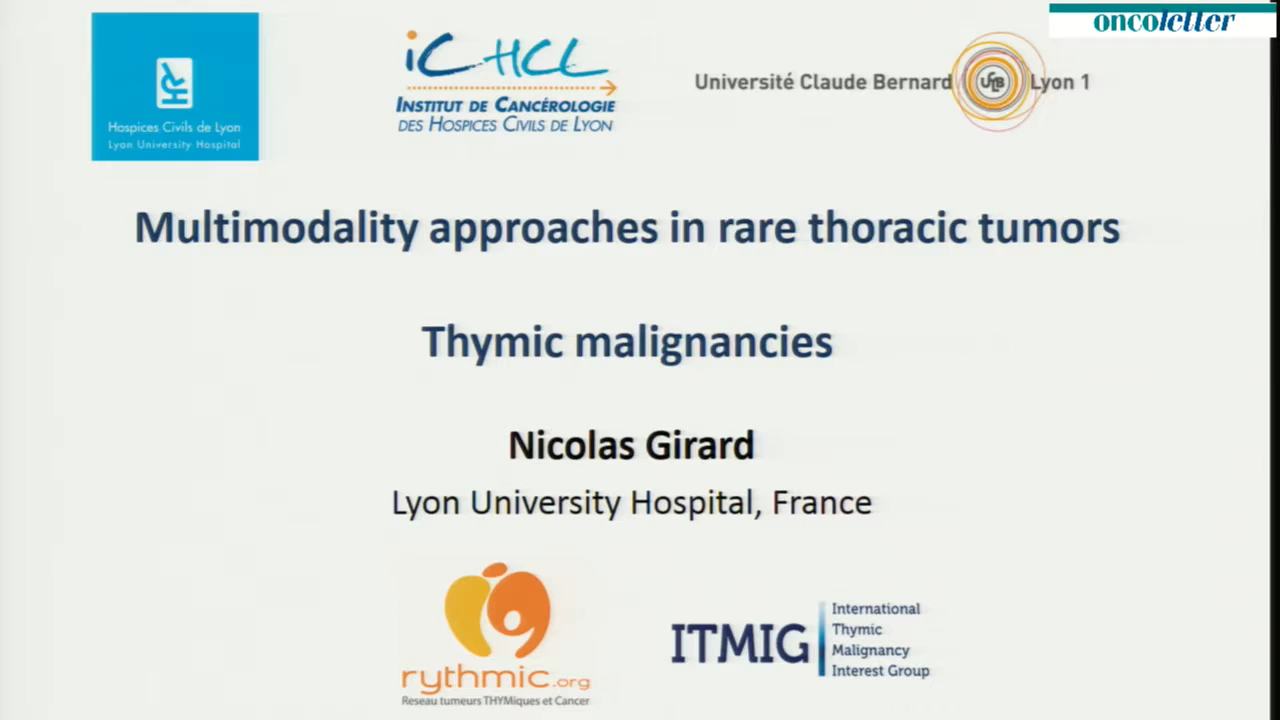 oncoletter
iC HCL
Université Claude Bernard UCBL Lyon 1
INSTITUT DE CANCÉROLOGIE
DES HOSPICES CIVILS DE LYON
Hospices Civils de Lyon
Lyon University Hospital
Multimodality approaches in rare thoracic tumors
Thymic malignancies
Nicolas Girard
Lyon University Hospital, France
rythmic.org
Reseau tumeurs THYMiques et Cancer
ITMIG
International
Thymic
Malignancy
Interest Group